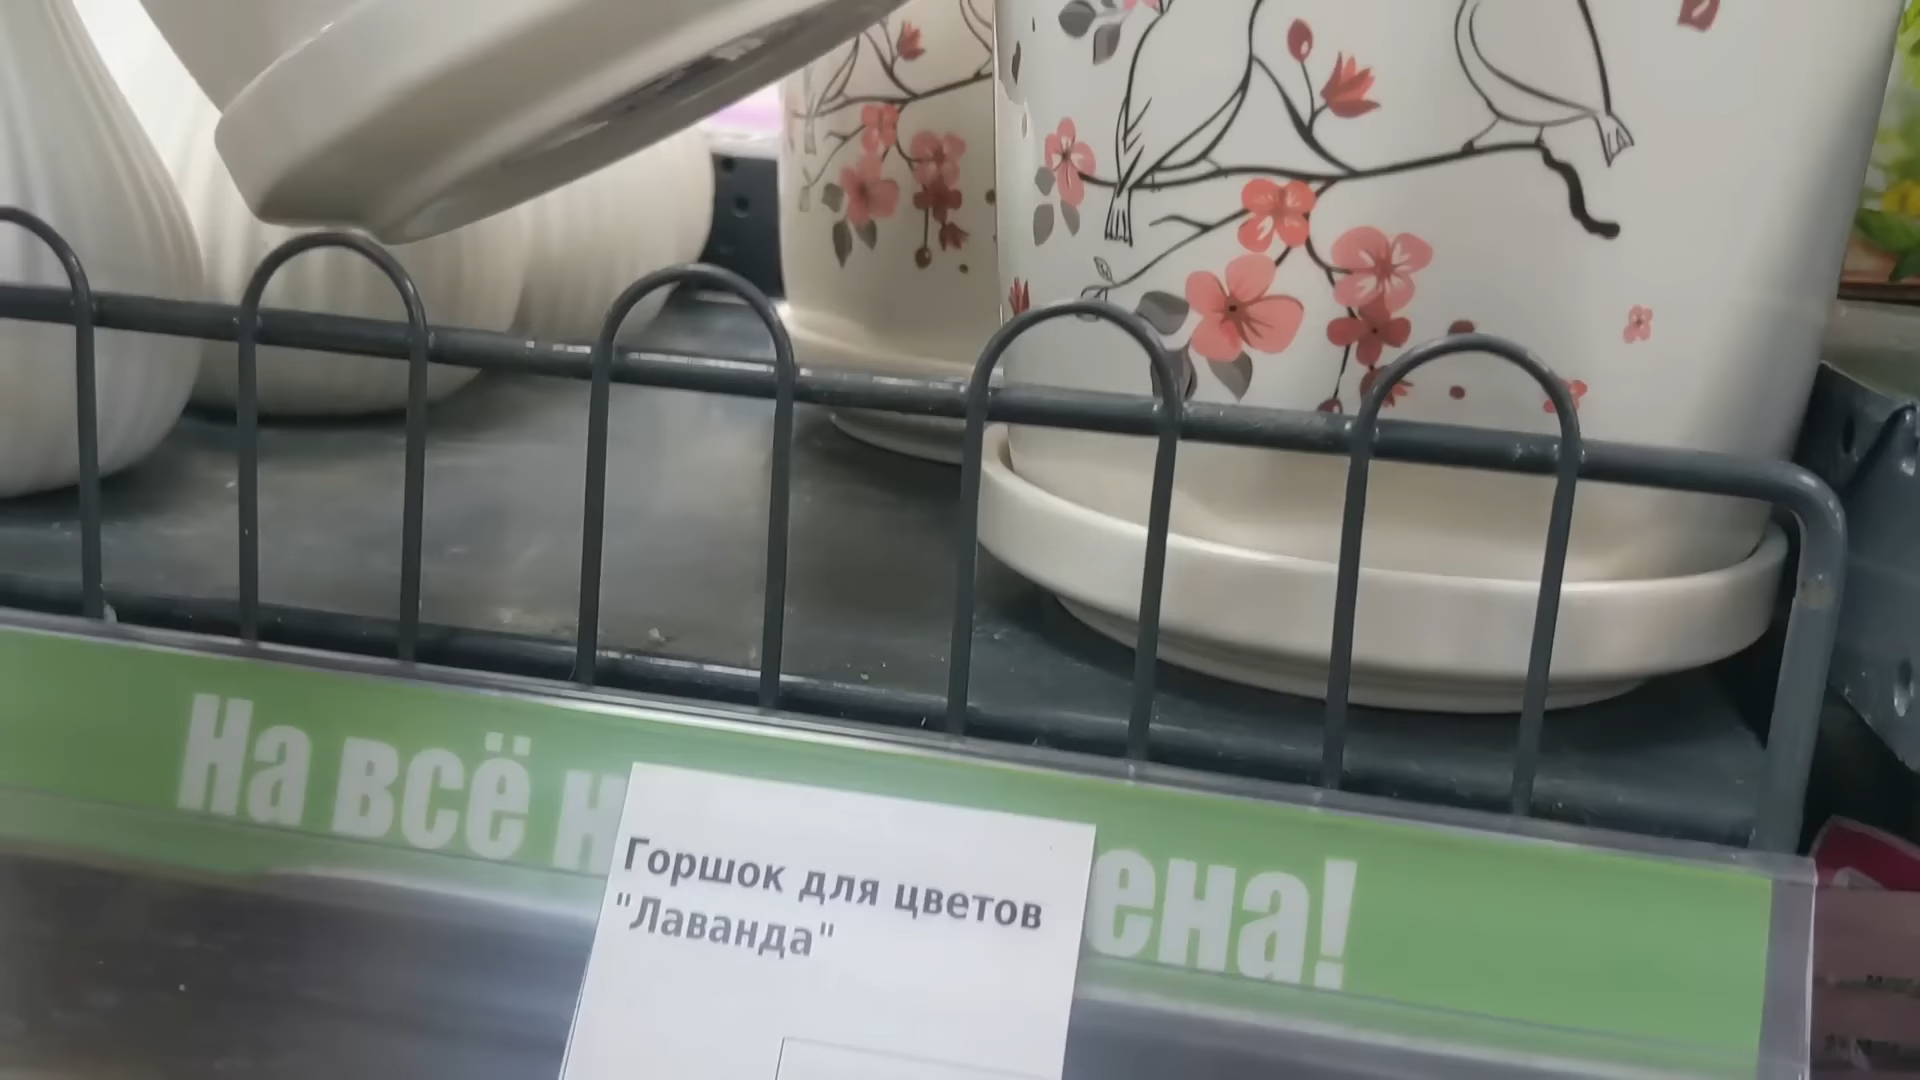 На всё н
ена!
Горшок для цветов
"Лаванда"